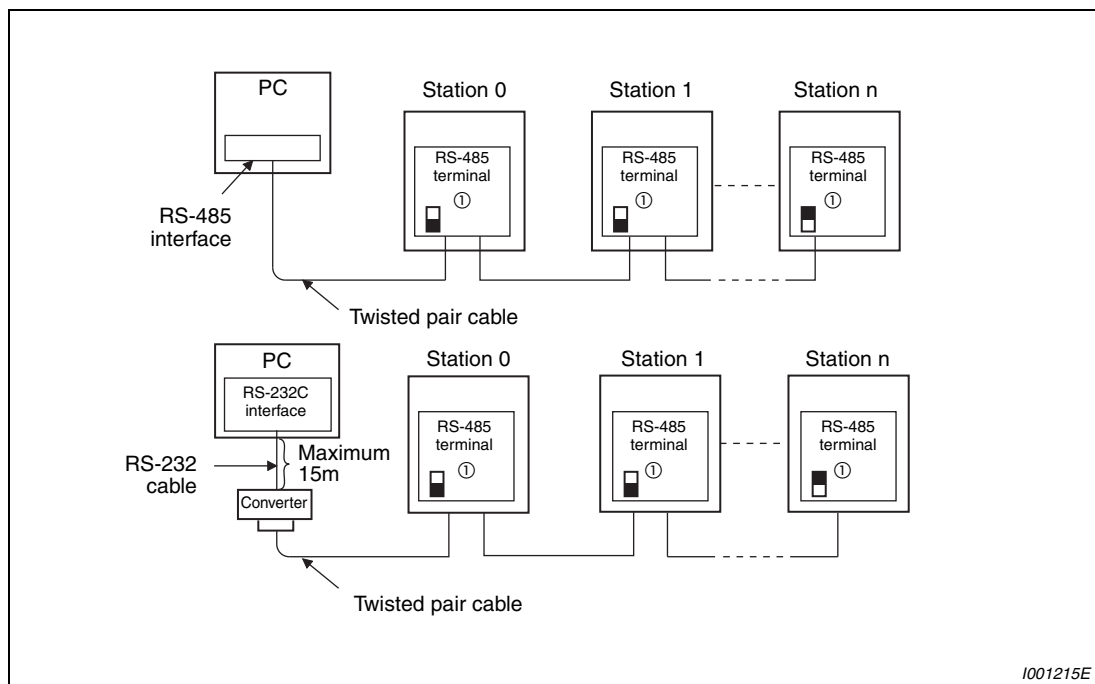 PC
Station 0
Station 1
Station n
RS-485
terminal
①
RS-485
terminal
①
RS-485
terminal
①
RS-485
interface
Twisted pair cable
PC
Station 0
Station 1
Station n
RS-232C
interface
RS-485
terminal
①
RS-485
terminal
①
RS-485
terminal
①
RS-232
cable
Maximum
15m
Converter
Twisted pair cable
I001215E